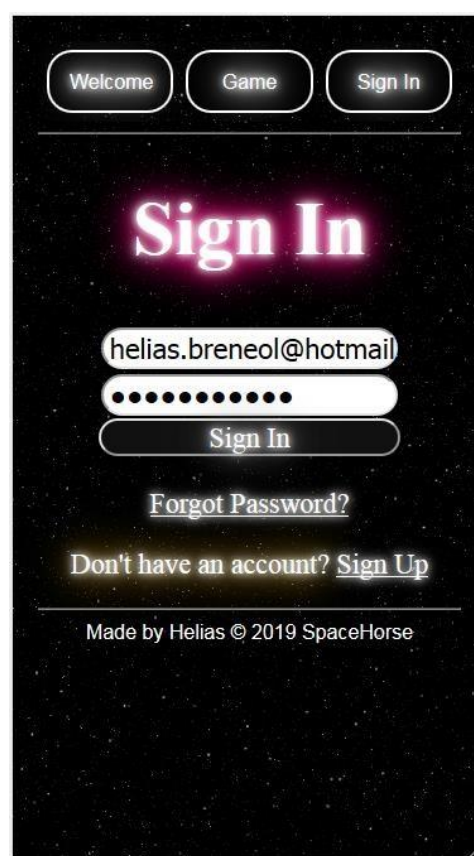 Welcome Game Sign In
Sign In
helias.breneol@hotmail
●●●●●●●●●●●
Sign In
Forgot Password?
Don't have an account? Sign Up
Made by Helias © 2019 SpaceHorse